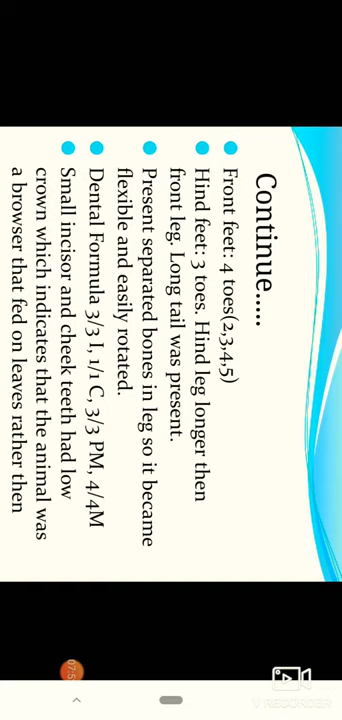 Continue.....
Front feet: 4 toes(2,3,4,5)
Hind feet: 3 toes. Hind leg longer then
front leg. Long tail was present.
Present separated bones in leg so it became
flexible and easily rotated.
Dental Formula 3/3 I, 1/1 C, 3/3 PM, 4/4M
Small incisor and cheek teeth had low
crown which indicates that the animal was
a browser that fed on leaves rather then
V RECORDER